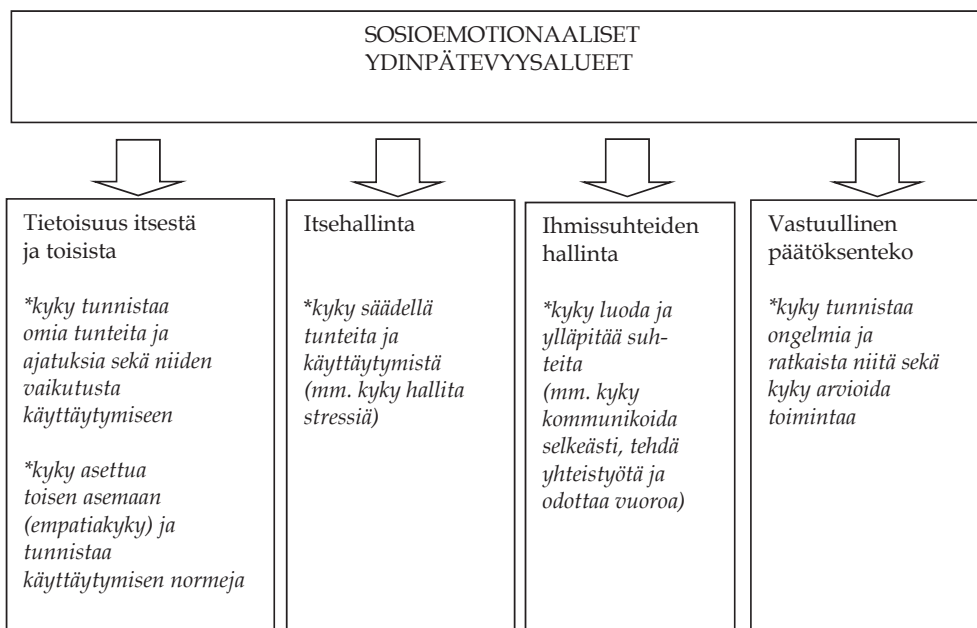 SOSIOEMOTIONAALISET
YDINPÄTEVYYSALUEET
Tietoisuus itsestä
ja toisista
*kyky tunnistaa
omia tunteita ja
ajatuksia sekä niiden
vaikutusta
käyttäytymiseen
*kyky asettua
toisen asemaan
(empatiakyky) ja
tunnistaa
käyttäytymisen normeja
Itsehallinta
*kyky säädellä
tunteita ja
käyttäytymistä
(mm. kyky hallita
stressiä)
Ihmissuhteiden
hallinta
*kyky luoda ja
ylläpitää suh-
teita
(mm. kyky
kommunikoida
selkeästi, tehdä
yhteistyötä ja
odottaa vuoroa)
Vastuullinen
päätöksenteko
*kyky tunnistaa
ongelmia ja
ratkaista niitä sekä
kyky arvioida
toimintaa